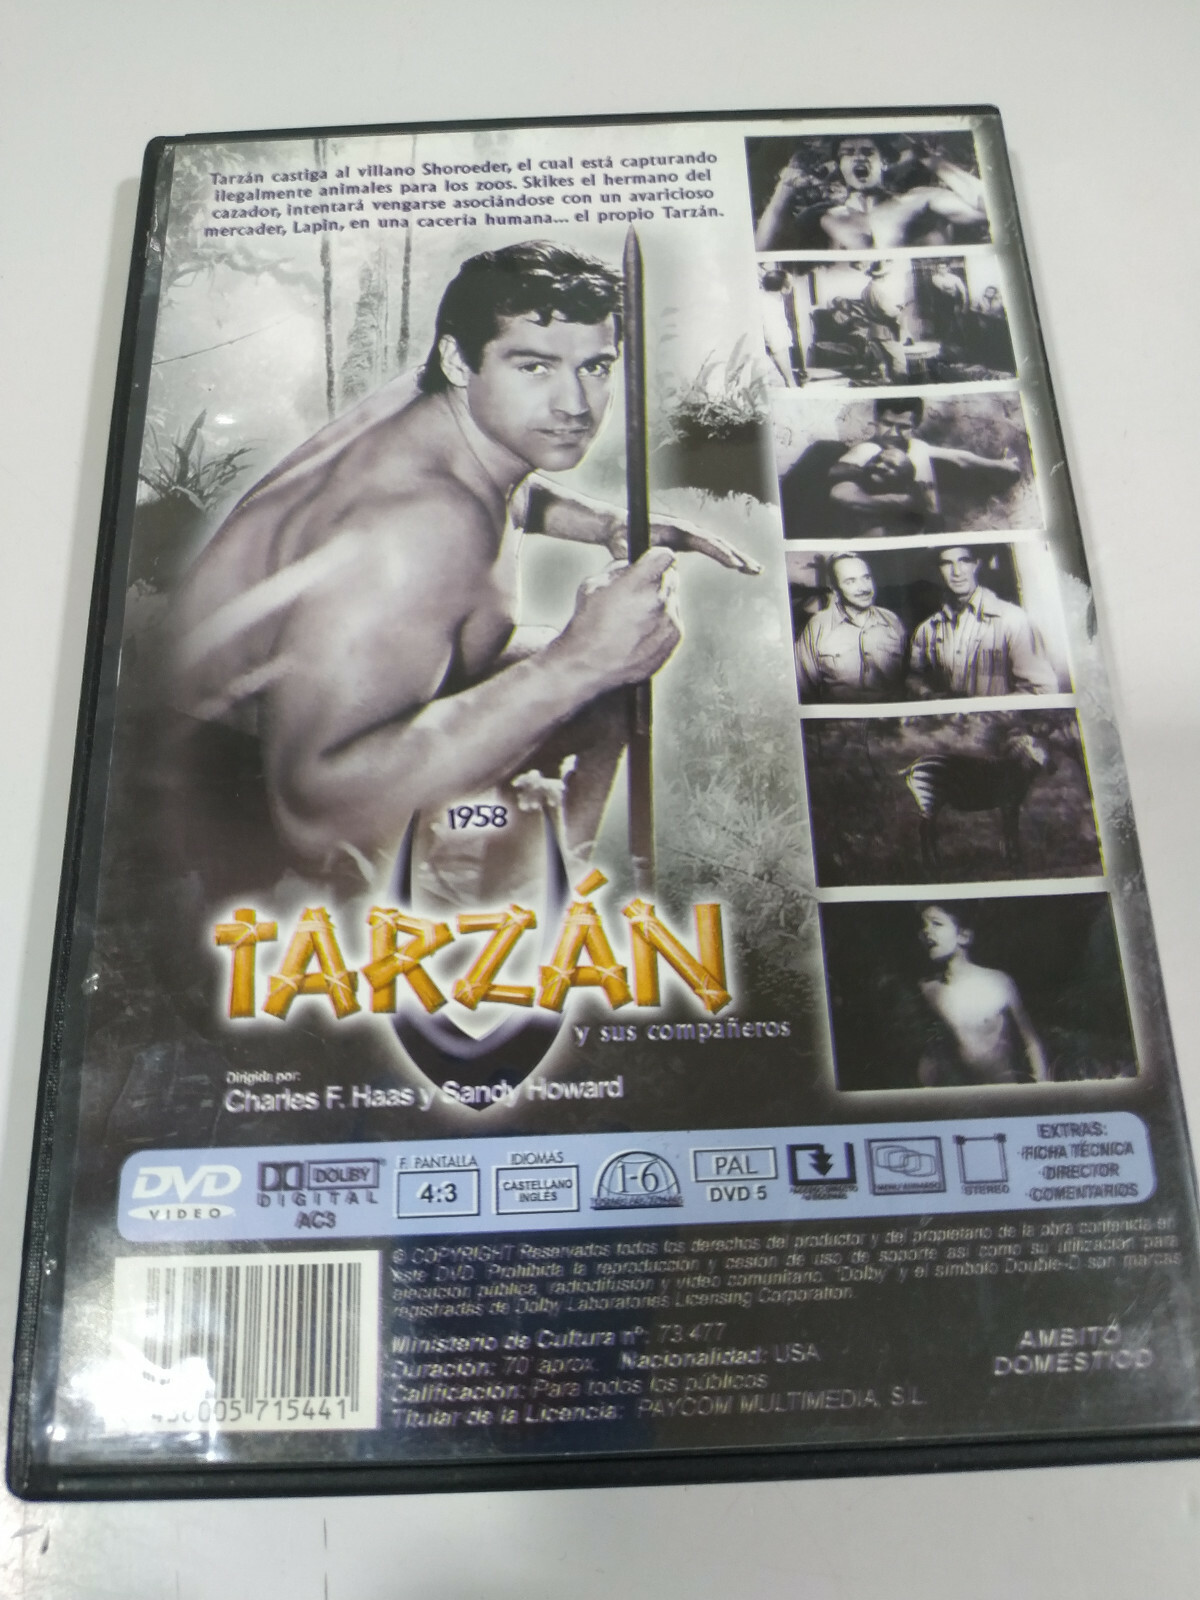 Tarzán castiga al villano Shoroeder, el cual está capturando
ilegalmente animales para los zoos. Skikes el hermano del
cazador, intentará vengarse asociándose con un avaricioso
mercader, Lapin, en una cacería humana... el propio Tarzán.
1958
TARZÁN
y sus compañeros
Dirigida por:
Charles F. Haas y Sandy Howard
DVD
VIDEO
DOLBY
DIGITAL
AC3
F. PANTALLA
4:3
IDIOMAS
CASTELLANO
INGLÉS
1-6
PAL
DVD 5
STEREO
EXTRAS:
·FICHA TÉCNICA
·DIRECTOR
·COMENTARIOS
© COPYRIGHT Reservados todos los derechos del productor y del propietario de la obra contenida en
este DVD. Prohibida la reproducción y cesión de uso de soporte así como su utilización para
ejecución pública, radiodifusión y video comunitario. "Dolby" y el símbolo Double-D son marcas
registradas de Dolby Laboratories Licensing Corporation.
Ministerio de Cultura nº: 73.477
Duración: 70' aprox. Nacionalidad: USA
Calificación: Para todos los públicos
Titular de la Licencia: PAYCOM MULTIMEDIA, S.L.
AMBITO
DOMÉSTICO
715441